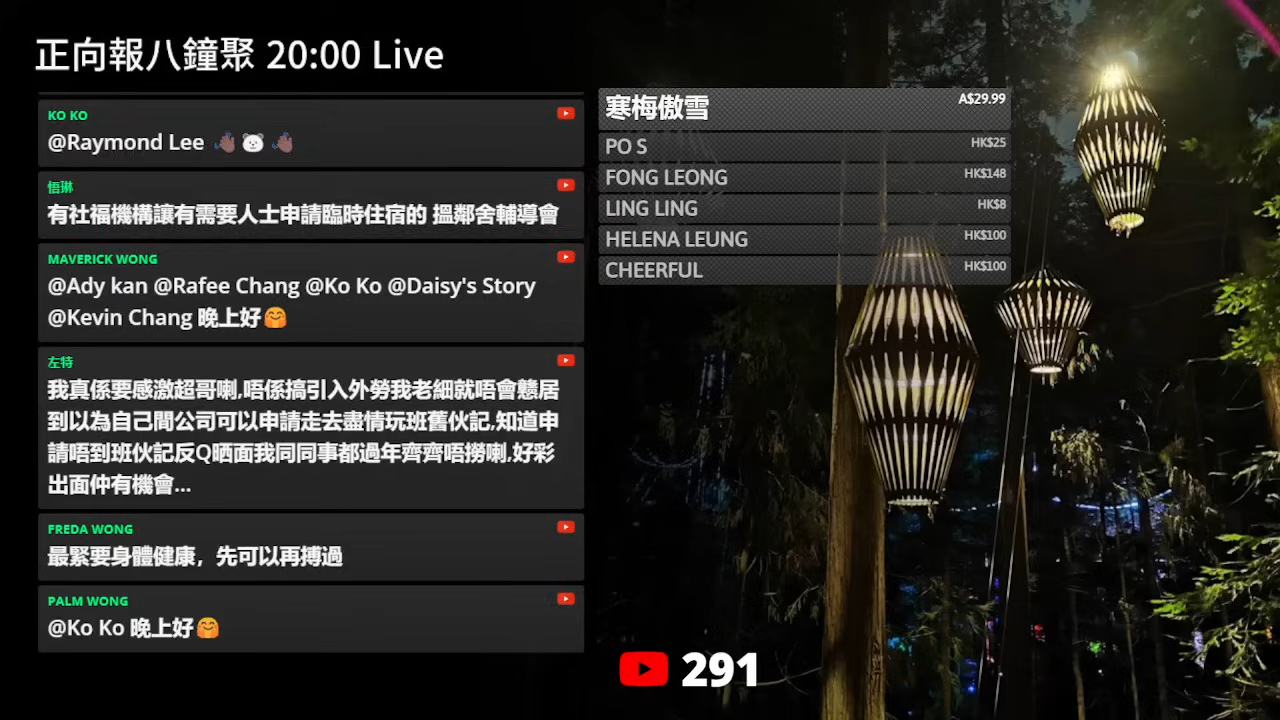 正向報八鐘聚 20:00 Live
KO KO
@Raymond Lee 👋🏿 🐻‍❄️ 👋🏿
悟琳
有社福機構讓有需要人士申請臨時住宿的 搵鄰舍輔導會
MAVERICK WONG
@Ady kan @Rafee Chang @Ko Ko @Daisy's Story
@Kevin Chang 晚上好🤗
左特
我真係要感激超哥喇,唔係搞引入外勞我老細就唔會戇居
到以為自己間公司可以申請走去盡情玩班舊伙記,知道申
請唔到班伙記反Q晒面我同同事都過年齊齊唔撈喇,好彩
出面仲有機會...
FREDA WONG
最緊要身體健康，先可以再搏過
PALM WONG
@Ko Ko 晚上好🤗
寒梅傲雪 A$29.99
PO S HK$25
FONG LEONG HK$148
LING LING HK$8
HELENA LEUNG HK$100
CHEERFUL HK$100
291